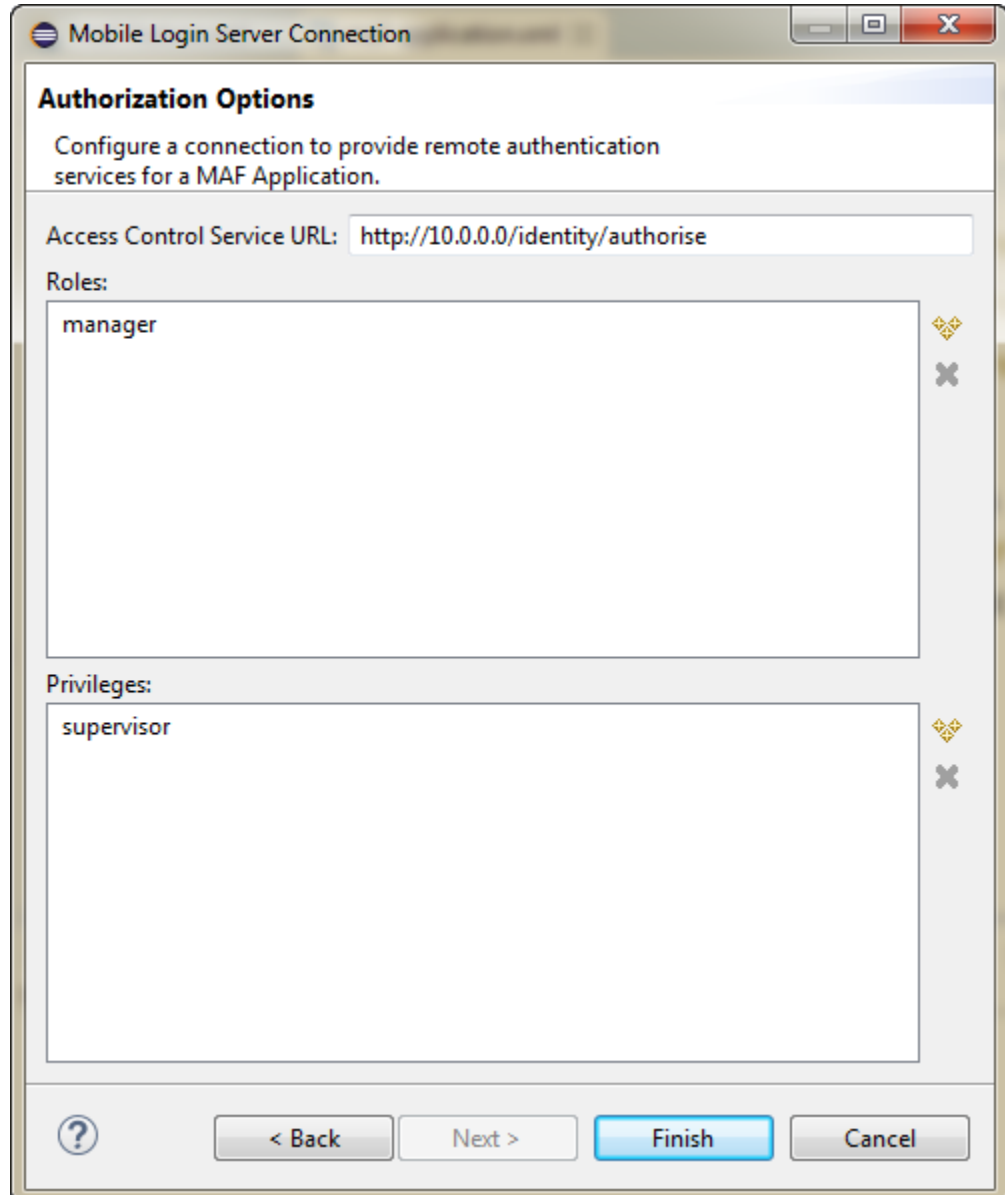 Mobile Login Server Connection
Authorization Options
Configure a connection to provide remote authentication
services for a MAF Application.
Access Control Service URL: http://10.0.0.0/identity/authorise
Roles:
manager
Privileges:
supervisor
< Back Next > Finish Cancel